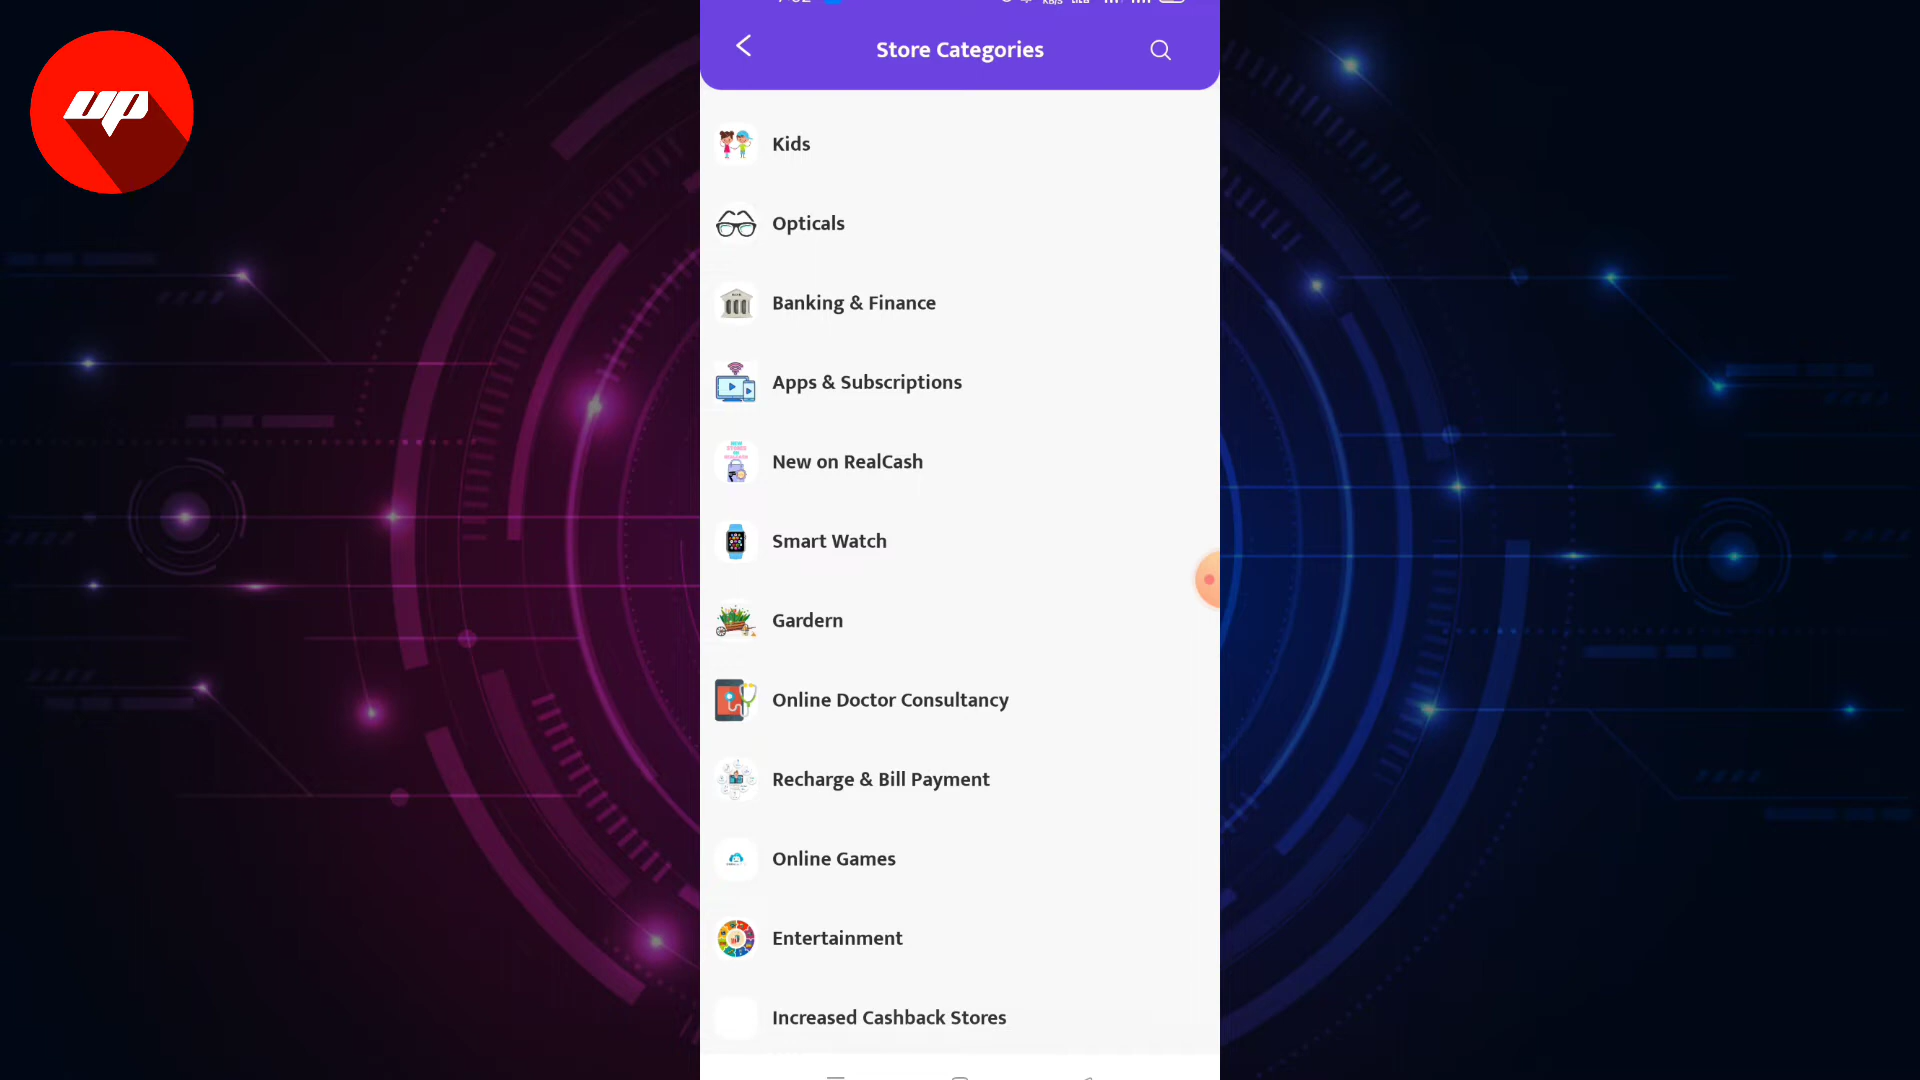 UP
Store Categories
Kids
Opticals
Banking & Finance
Apps & Subscriptions
New on RealCash
Smart Watch
Gardern
Online Doctor Consultancy
Recharge & Bill Payment
Online Games
Entertainment
Increased Cashback Stores